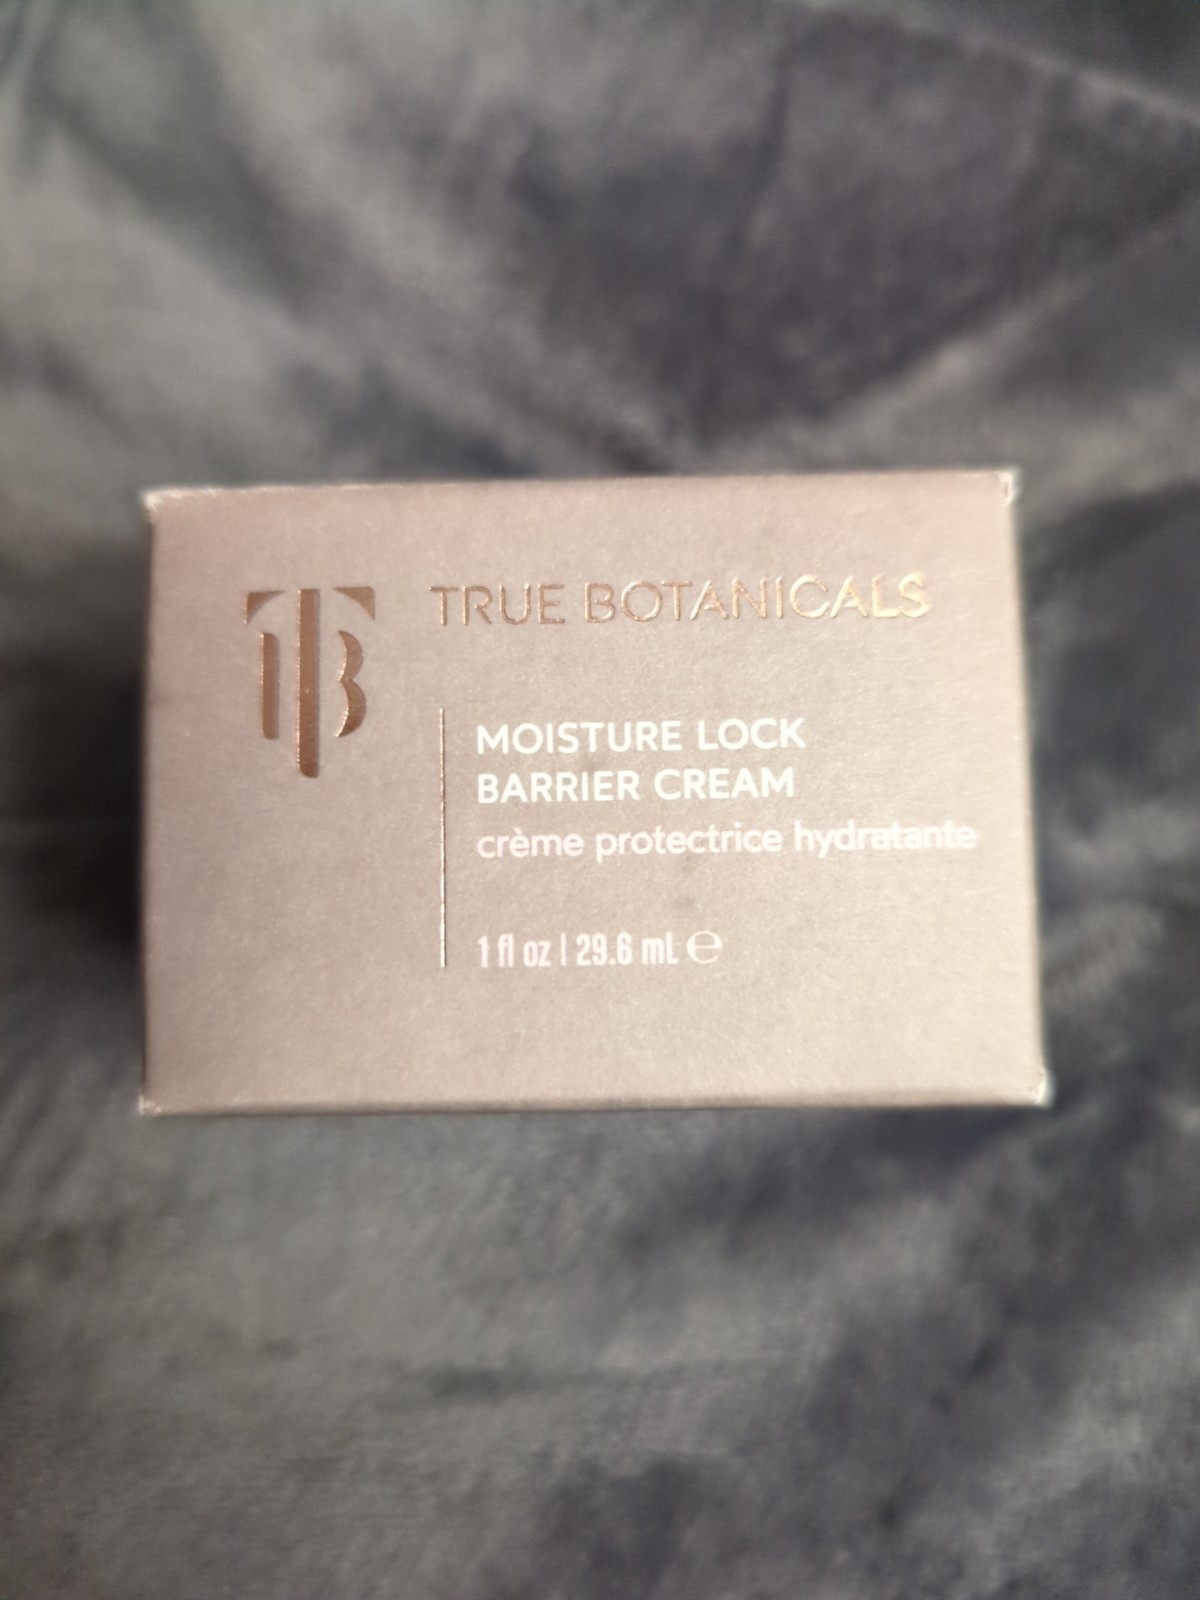 TB
TRUE BOTANICALS
MOISTURE LOCK
BARRIER CREAM
crème protectrice hydratante
1 fl oz | 29.6 mL ℮